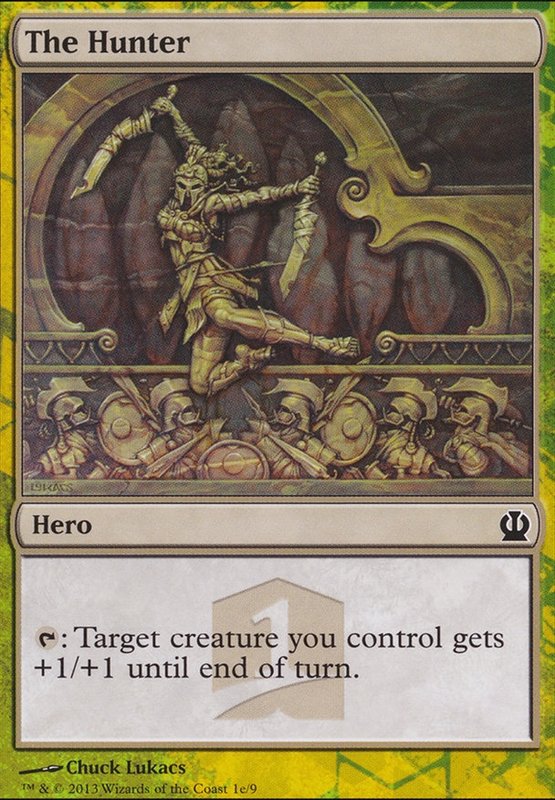 The Hunter
LUKACS
Hero
1
: Target creature you control gets
+1/+1 until end of turn.
Chuck Lukacs
™ & © 2013 Wizards of the Coast 1e/9